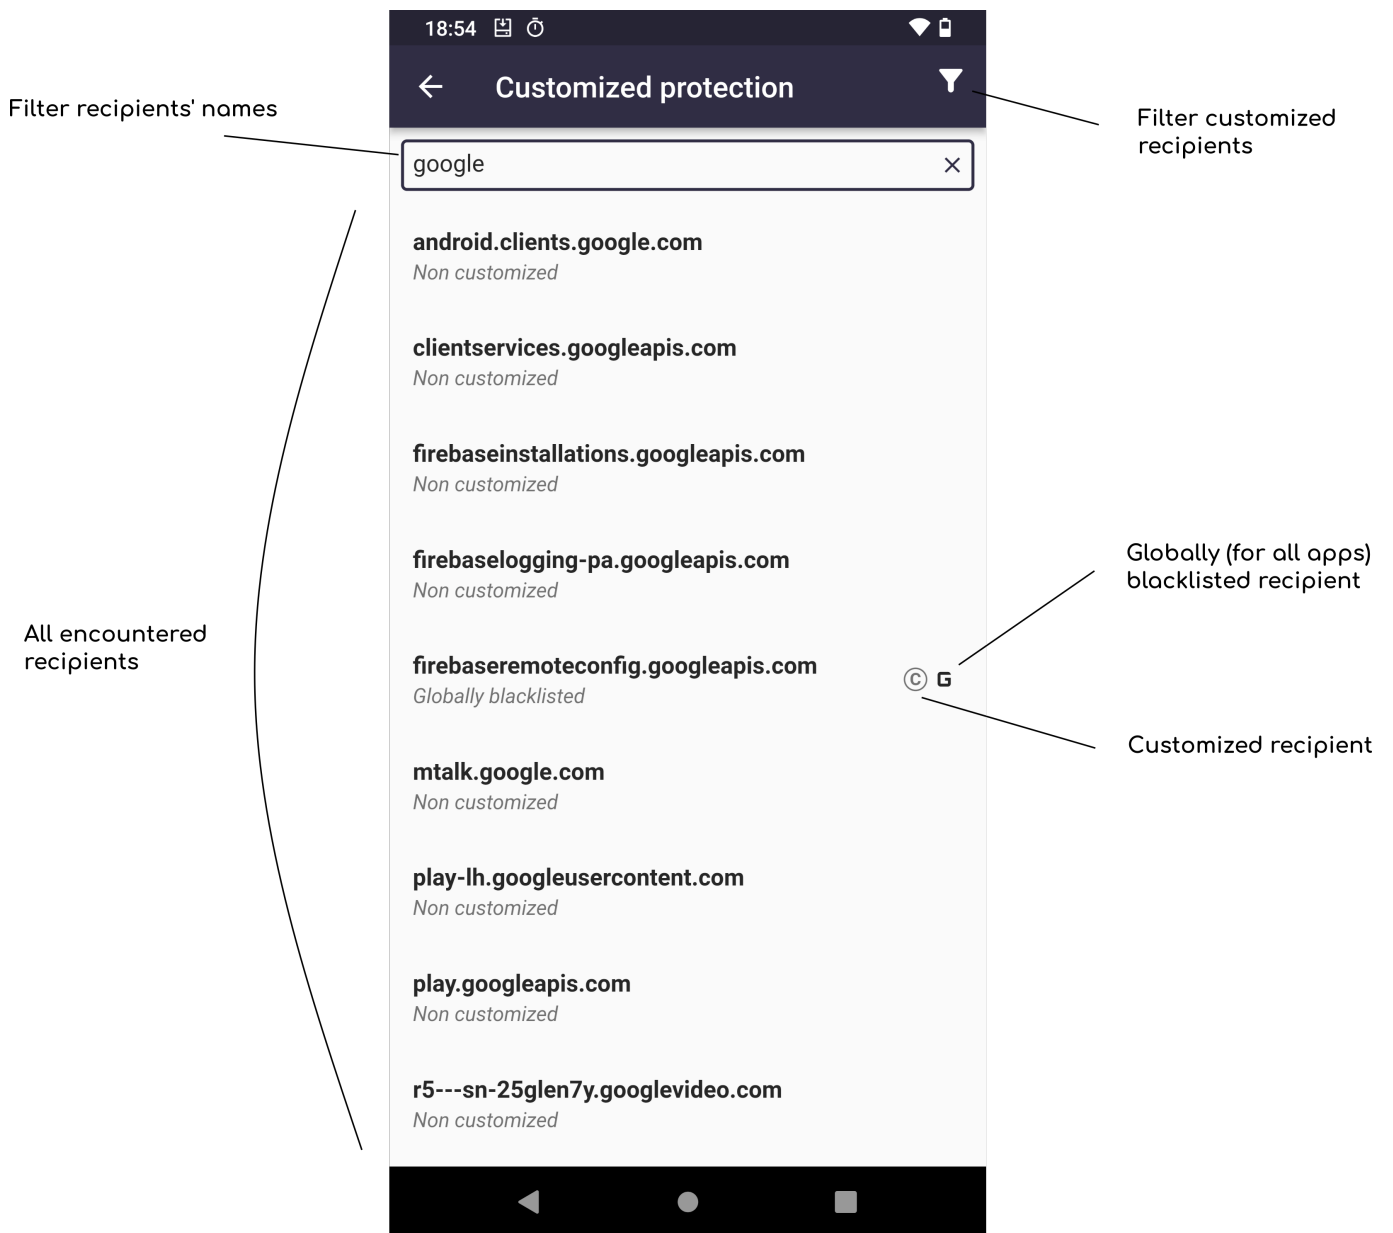 18:54
Customized protection
Filter recipients' names
Filter customized
recipients
google
android.clients.google.com
Non customized
clientservices.googleapis.com
Non customized
firebaseinstallations.googleapis.com
Non customized
firebaselogging-pa.googleapis.com
Non customized
Globally (for all apps)
blacklisted recipient
All encountered
recipients
firebaseremoteconfig.googleapis.com
Globally blacklisted
© G
Customized recipient
mtalk.google.com
Non customized
play-lh.googleusercontent.com
Non customized
play.googleapis.com
Non customized
r5---sn-25glen7y.googlevideo.com
Non customized